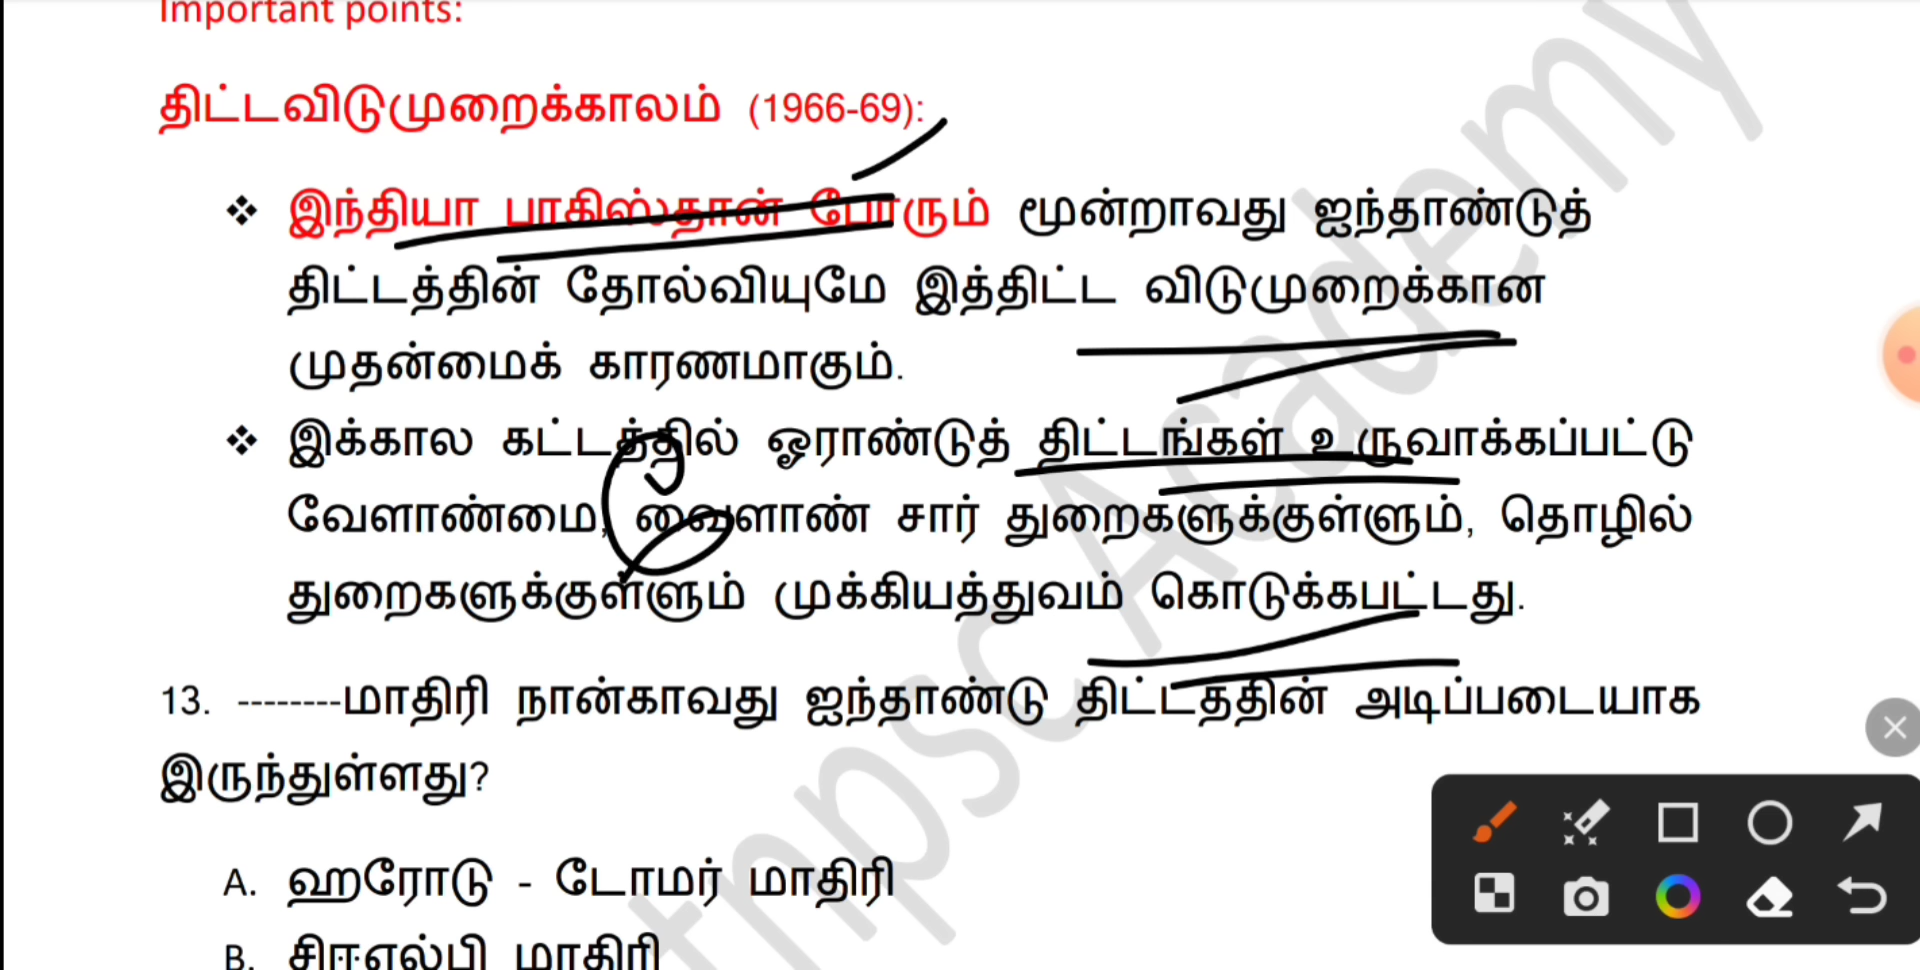 Important points:
திட்டவிடுமுறைக்காலம் (1966-69):
❖ இந்தியா பாகிஸ்தான் போரும் மூன்றாவது ஐந்தாண்டுத்
திட்டத்தின் தோல்வியுமே இத்திட்ட விடுமுறைக்கான
முதன்மைக் காரணமாகும்.
❖ இக்கால கட்டத்தில் ஓராண்டுத் திட்டங்கள் உருவாக்கப்பட்டு
வேளாண்மை, வேளாண் சார் துறைகளுக்குள்ளும், தொழில்
துறைகளுக்குள்ளும் முக்கியத்துவம் கொடுக்கபட்டது.
13. --------மாதிரி நான்காவது ஐந்தாண்டு திட்டத்தின் அடிப்படையாக
இருந்துள்ளது?
A. ஹரோடு - டோமர் மாதிரி
B. சிஈஎல்பி மாதிரி
tnpsc Academy